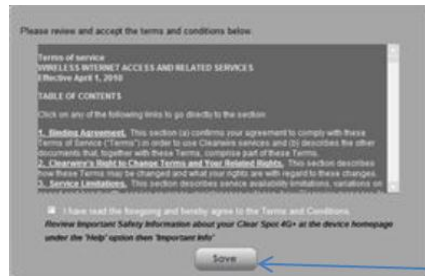 Please review and accept the terms and conditions below.
Terms of service
WIRELESS INTERNET ACCESS AND RELATED SERVICES
Effective April 1, 2010
TABLE OF CONTENTS
Click on any of the following links to go directly to the section
1. Binding Agreement. This section (a) confirms your agreement to comply with these
Terms of Service ("Terms") in order to use Clearwire services and (b) describes the other
documents that, together with these Terms, comprise part of these Terms.
2. Clearwire's Right to Change Terms and Your Related Rights. This section describes
how these Terms may be changed and what your rights are with regard to these changes.
3. Service Limitations. This section describes service availability limitations, variations on
I have read the foregoing and hereby agree to the Terms and Conditions.
Review Important Safety Information about your Clear Spot 4G+ at the device homepage
under the 'Help' option then 'Important Info'
Save